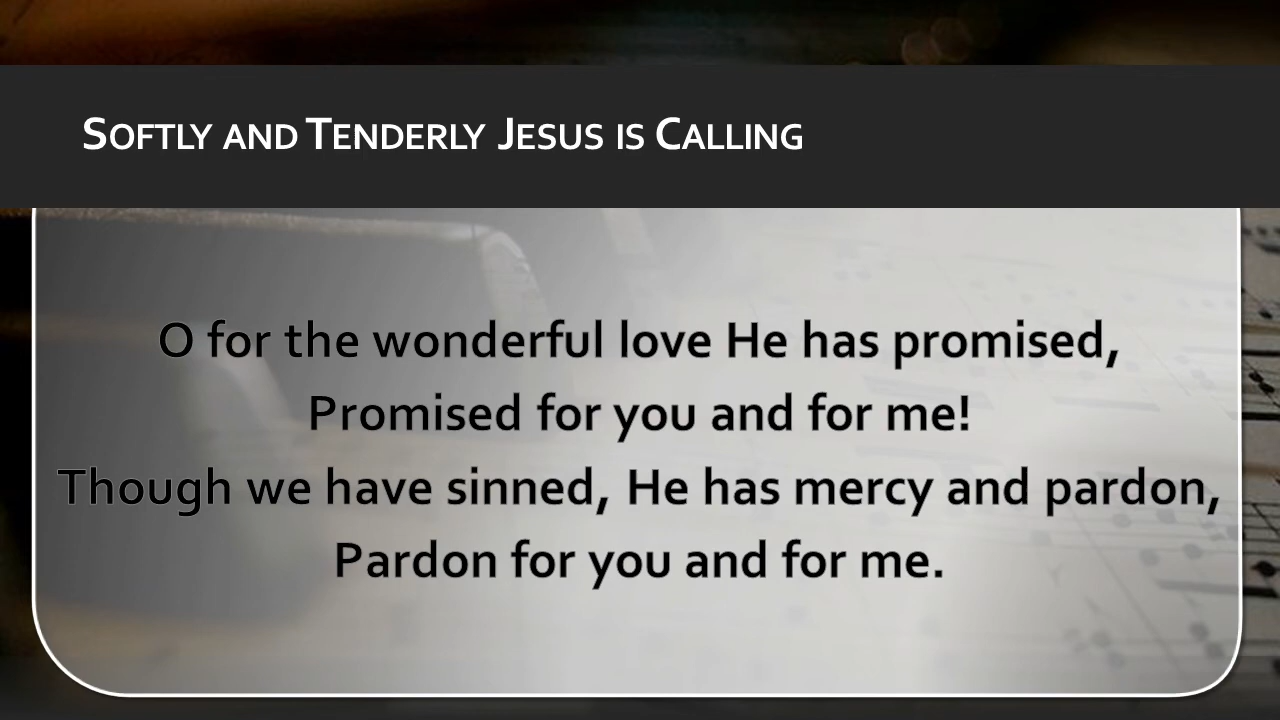 Softly and Tenderly Jesus is Calling
O for the wonderful love He has promised,
Promised for you and for me!
Though we have sinned, He has mercy and pardon,
Pardon for you and for me.